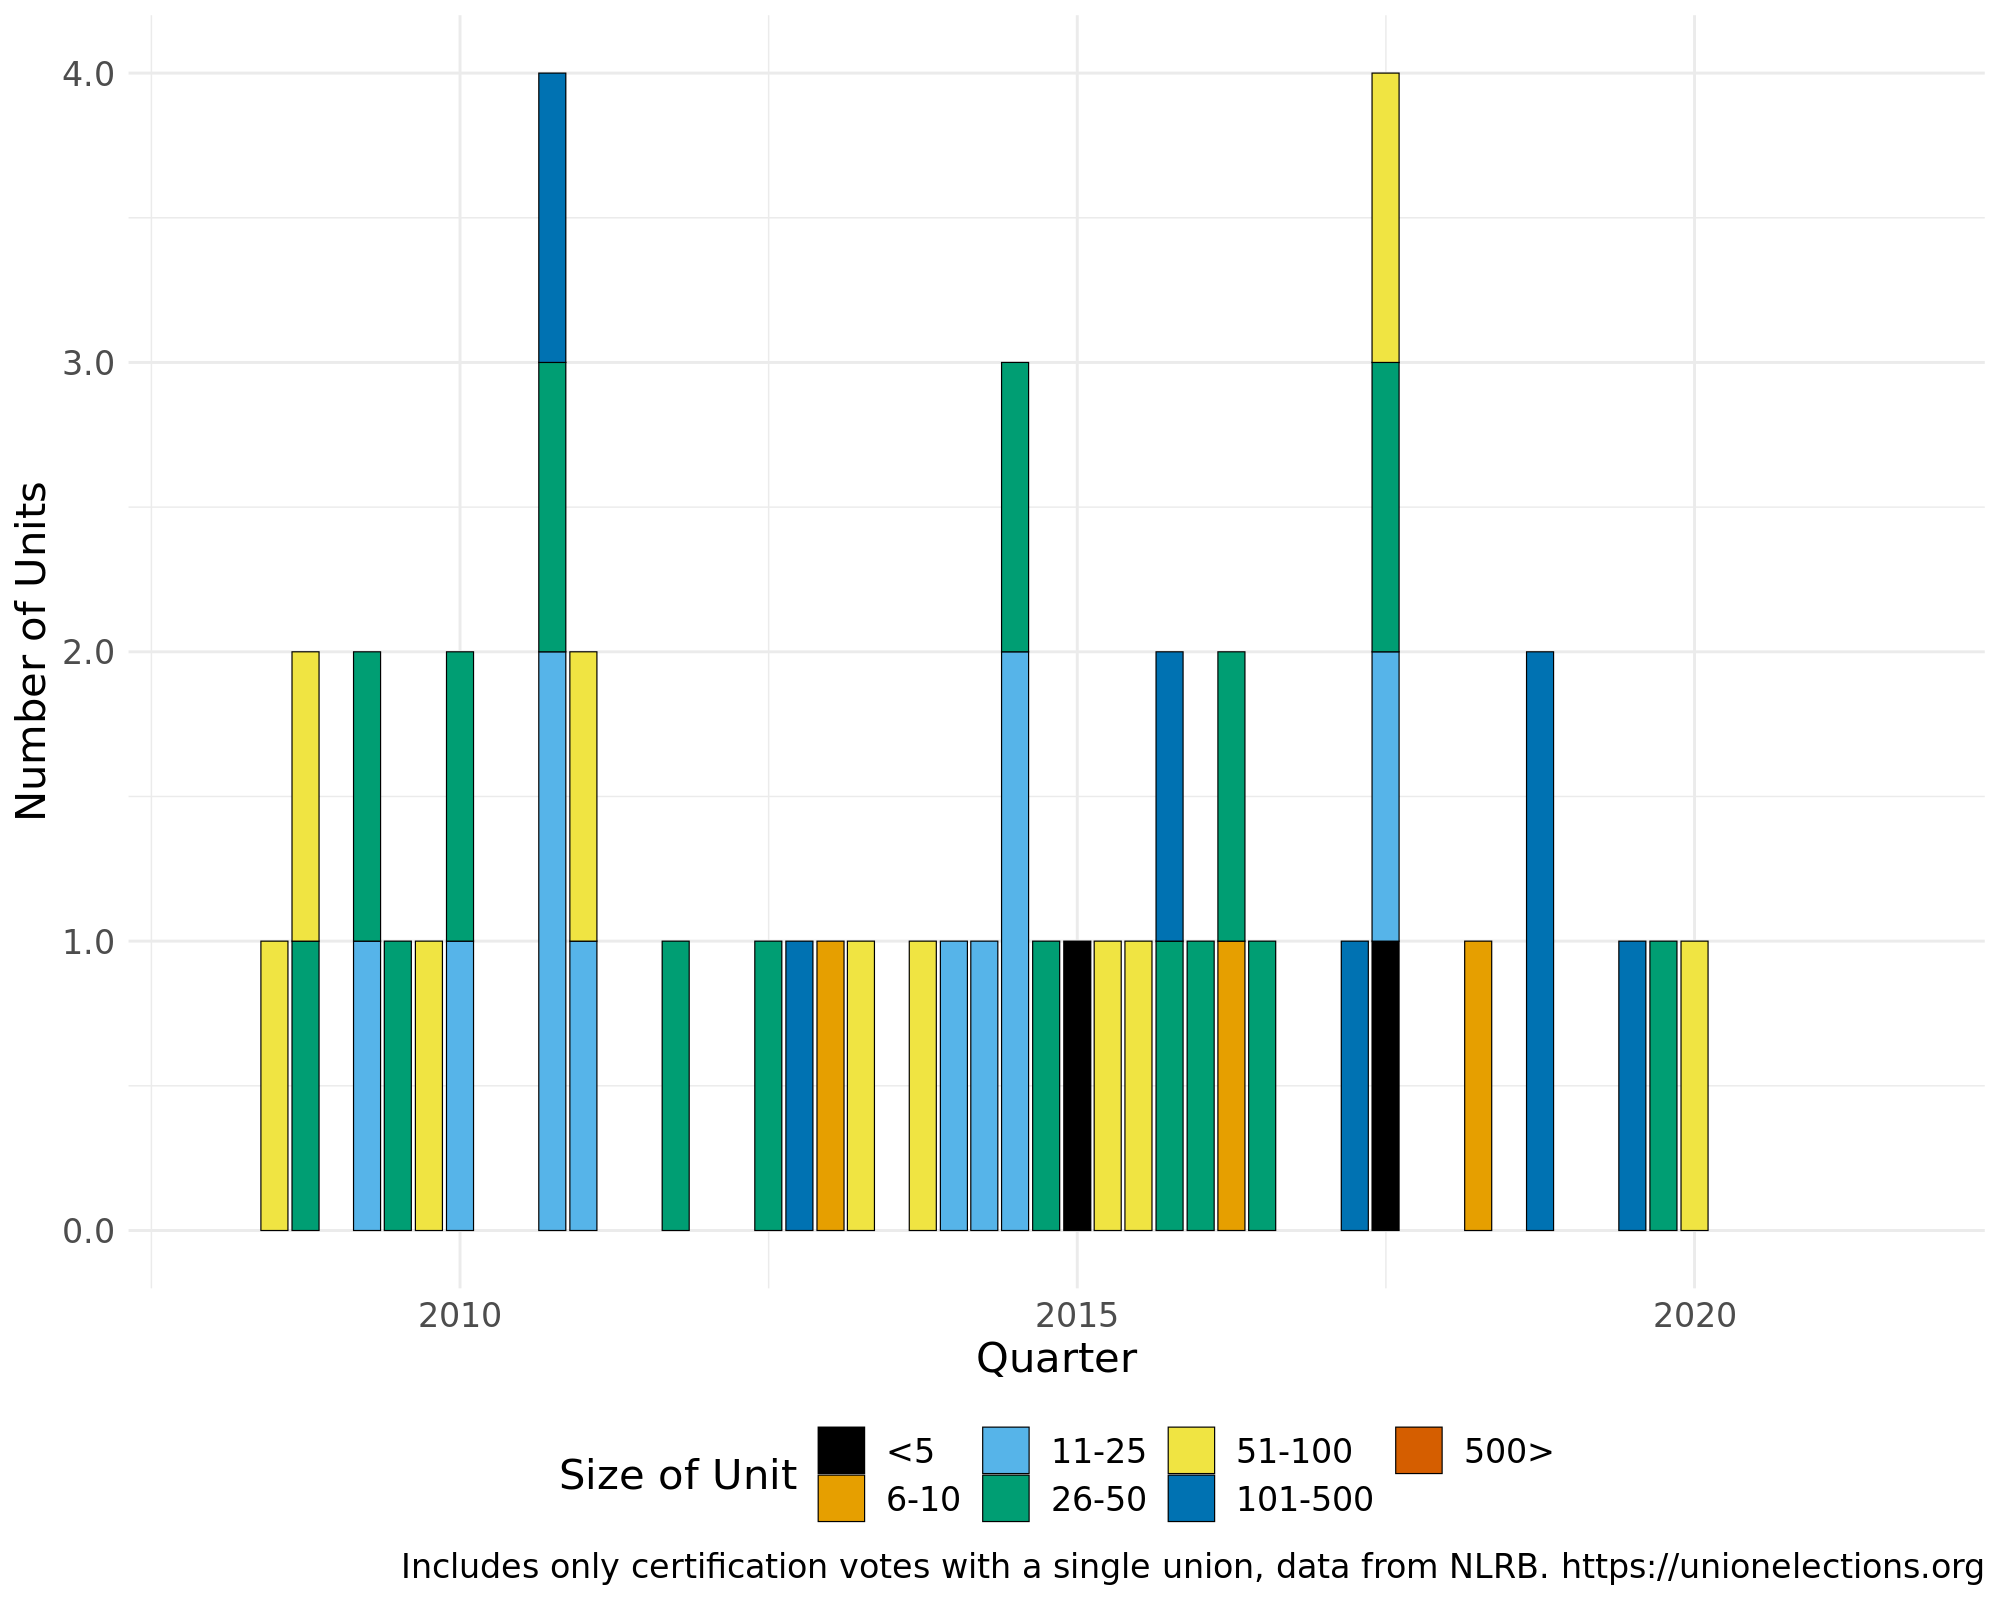 4.0
3.0
2.0
1.0
0.0
Number of Units
2010 2015 2020
Quarter
Size of Unit
<5 11-25 51-100 500>
6-10 26-50 101-500
Includes only certification votes with a single union, data from NLRB. https://unionelections.org